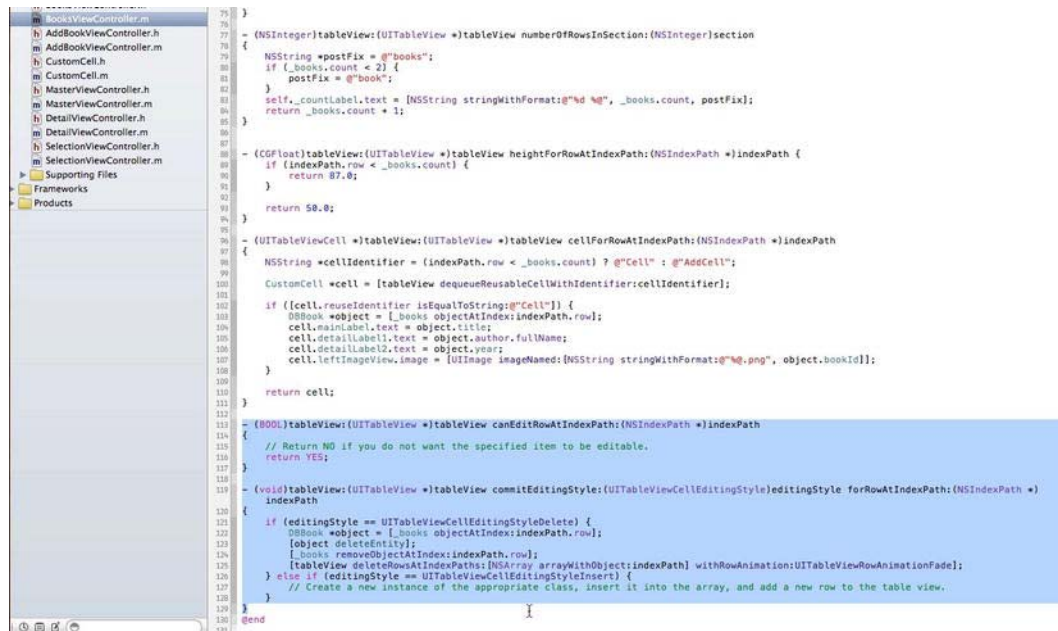 BooksViewController.m
AddBookViewController.h
AddBookViewController.m
CustomCell.h
CustomCell.m
MasterViewController.h
MasterViewController.m
DetailViewController.h
DetailViewController.m
SelectionViewController.h
SelectionViewController.m
Supporting Files
Frameworks
Products
75 }
76
77 - (NSInteger)tableView:(UITableView *)tableView numberOfRowsInSection:(NSInteger)section
78 {
79 NSString *postFix = @"books";
80 if (_books.count < 2) {
81 postFix = @"book";
82 }
83 self._countLabel.text = [NSString stringWithFormat:@"%d %@", _books.count, postFix];
84 return _books.count + 1;
85 }
86
87
88 - (CGFloat)tableView:(UITableView *)tableView heightForRowAtIndexPath:(NSIndexPath *)indexPath {
89 if (indexPath.row < _books.count) {
90 return 87.0;
91 }
92
93 return 50.0;
94 }
95
96 - (UITableViewCell *)tableView:(UITableView *)tableView cellForRowAtIndexPath:(NSIndexPath *)indexPath
97 {
98 NSString *cellIdentifier = (indexPath.row < _books.count) ? @"Cell" : @"AddCell";
99
100 CustomCell *cell = [tableView dequeueReusableCellWithIdentifier:cellIdentifier];
101
102 if ([cell.reuseIdentifier isEqualToString:@"Cell"]) {
103 DBBook *object = [_books objectAtIndex:indexPath.row];
104 cell.mainLabel.text = object.title;
105 cell.detailLabel1.text = object.author.fullName;
106 cell.detailLabel2.text = object.year;
107 cell.leftImageView.image = [UIImage imageNamed:[NSString stringWithFormat:@"%@.png", object.bookId]];
108 }
109
110 return cell;
111 }
112
113 - (BOOL)tableView:(UITableView *)tableView canEditRowAtIndexPath:(NSIndexPath *)indexPath
114 {
115 // Return NO if you do not want the specified item to be editable.
116 return YES;
117 }
118
119 - (void)tableView:(UITableView *)tableView commitEditingStyle:(UITableViewCellEditingStyle)editingStyle forRowAtIndexPath:(NSIndexPath *)
indexPath
120 {
121 if (editingStyle == UITableViewCellEditingStyleDelete) {
122 DBBook *object = [_books objectAtIndex:indexPath.row];
123 [object deleteEntity];
124 [_books removeObjectAtIndex:indexPath.row];
125 [tableView deleteRowsAtIndexPaths:[NSArray arrayWithObject:indexPath] withRowAnimation:UITableViewRowAnimationFade];
126 } else if (editingStyle == UITableViewCellEditingStyleInsert) {
127 // Create a new instance of the appropriate class, insert it into the array, and add a new row to the table view.
128 }
129 }
130 @end